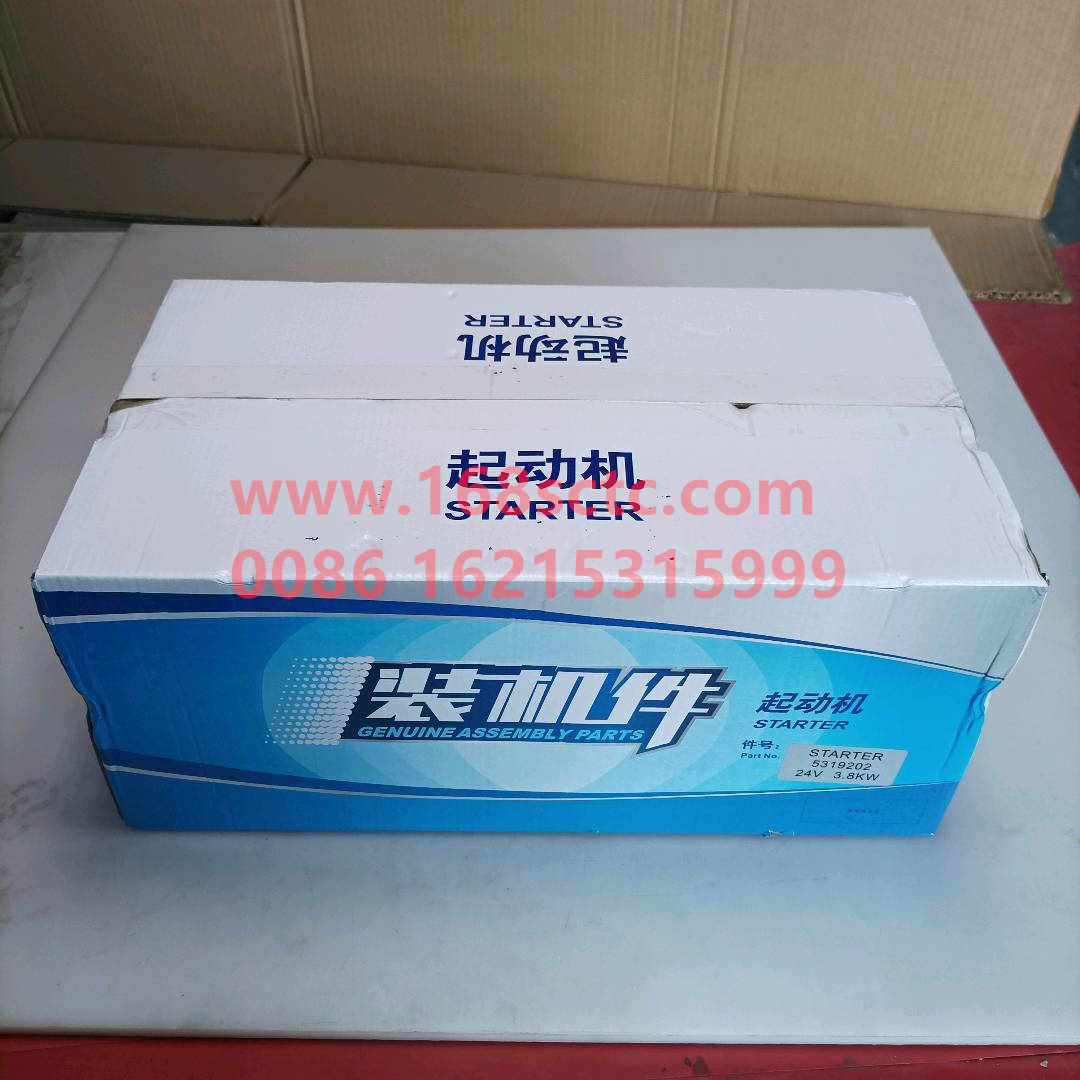 起动机
STARTER
起动机
STARTER
www.168sctc.com
0086 16215315999
装机件
GENUINE ASSEMBLY PARTS
起动机
STARTER
件号:
Part No.
STARTER
5319202
24V 3.8KW